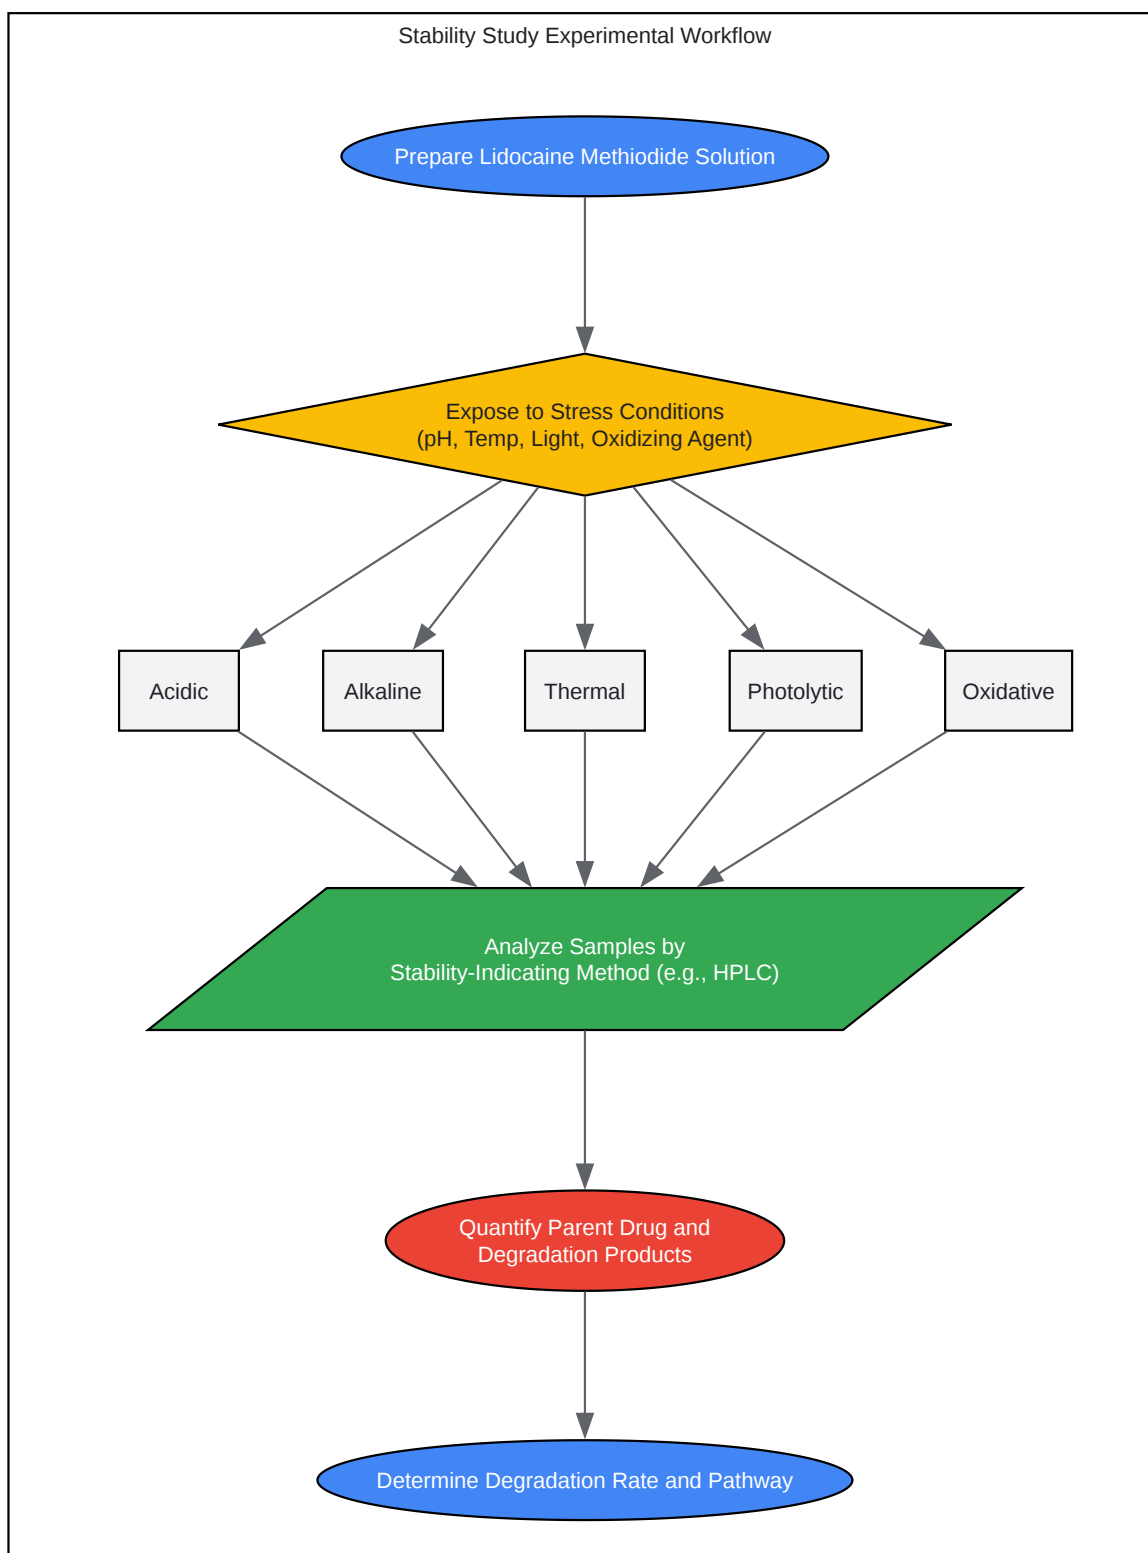 Stability Study Experimental Workflow
Prepare Lidocaine Methiodide Solution
Expose to Stress Conditions
(pH, Temp, Light, Oxidizing Agent)
Acidic
Alkaline
Thermal
Photolytic
Oxidative
Analyze Samples by
Stability-Indicating Method (e.g., HPLC)
Quantify Parent Drug and
Degradation Products
Determine Degradation Rate and Pathway